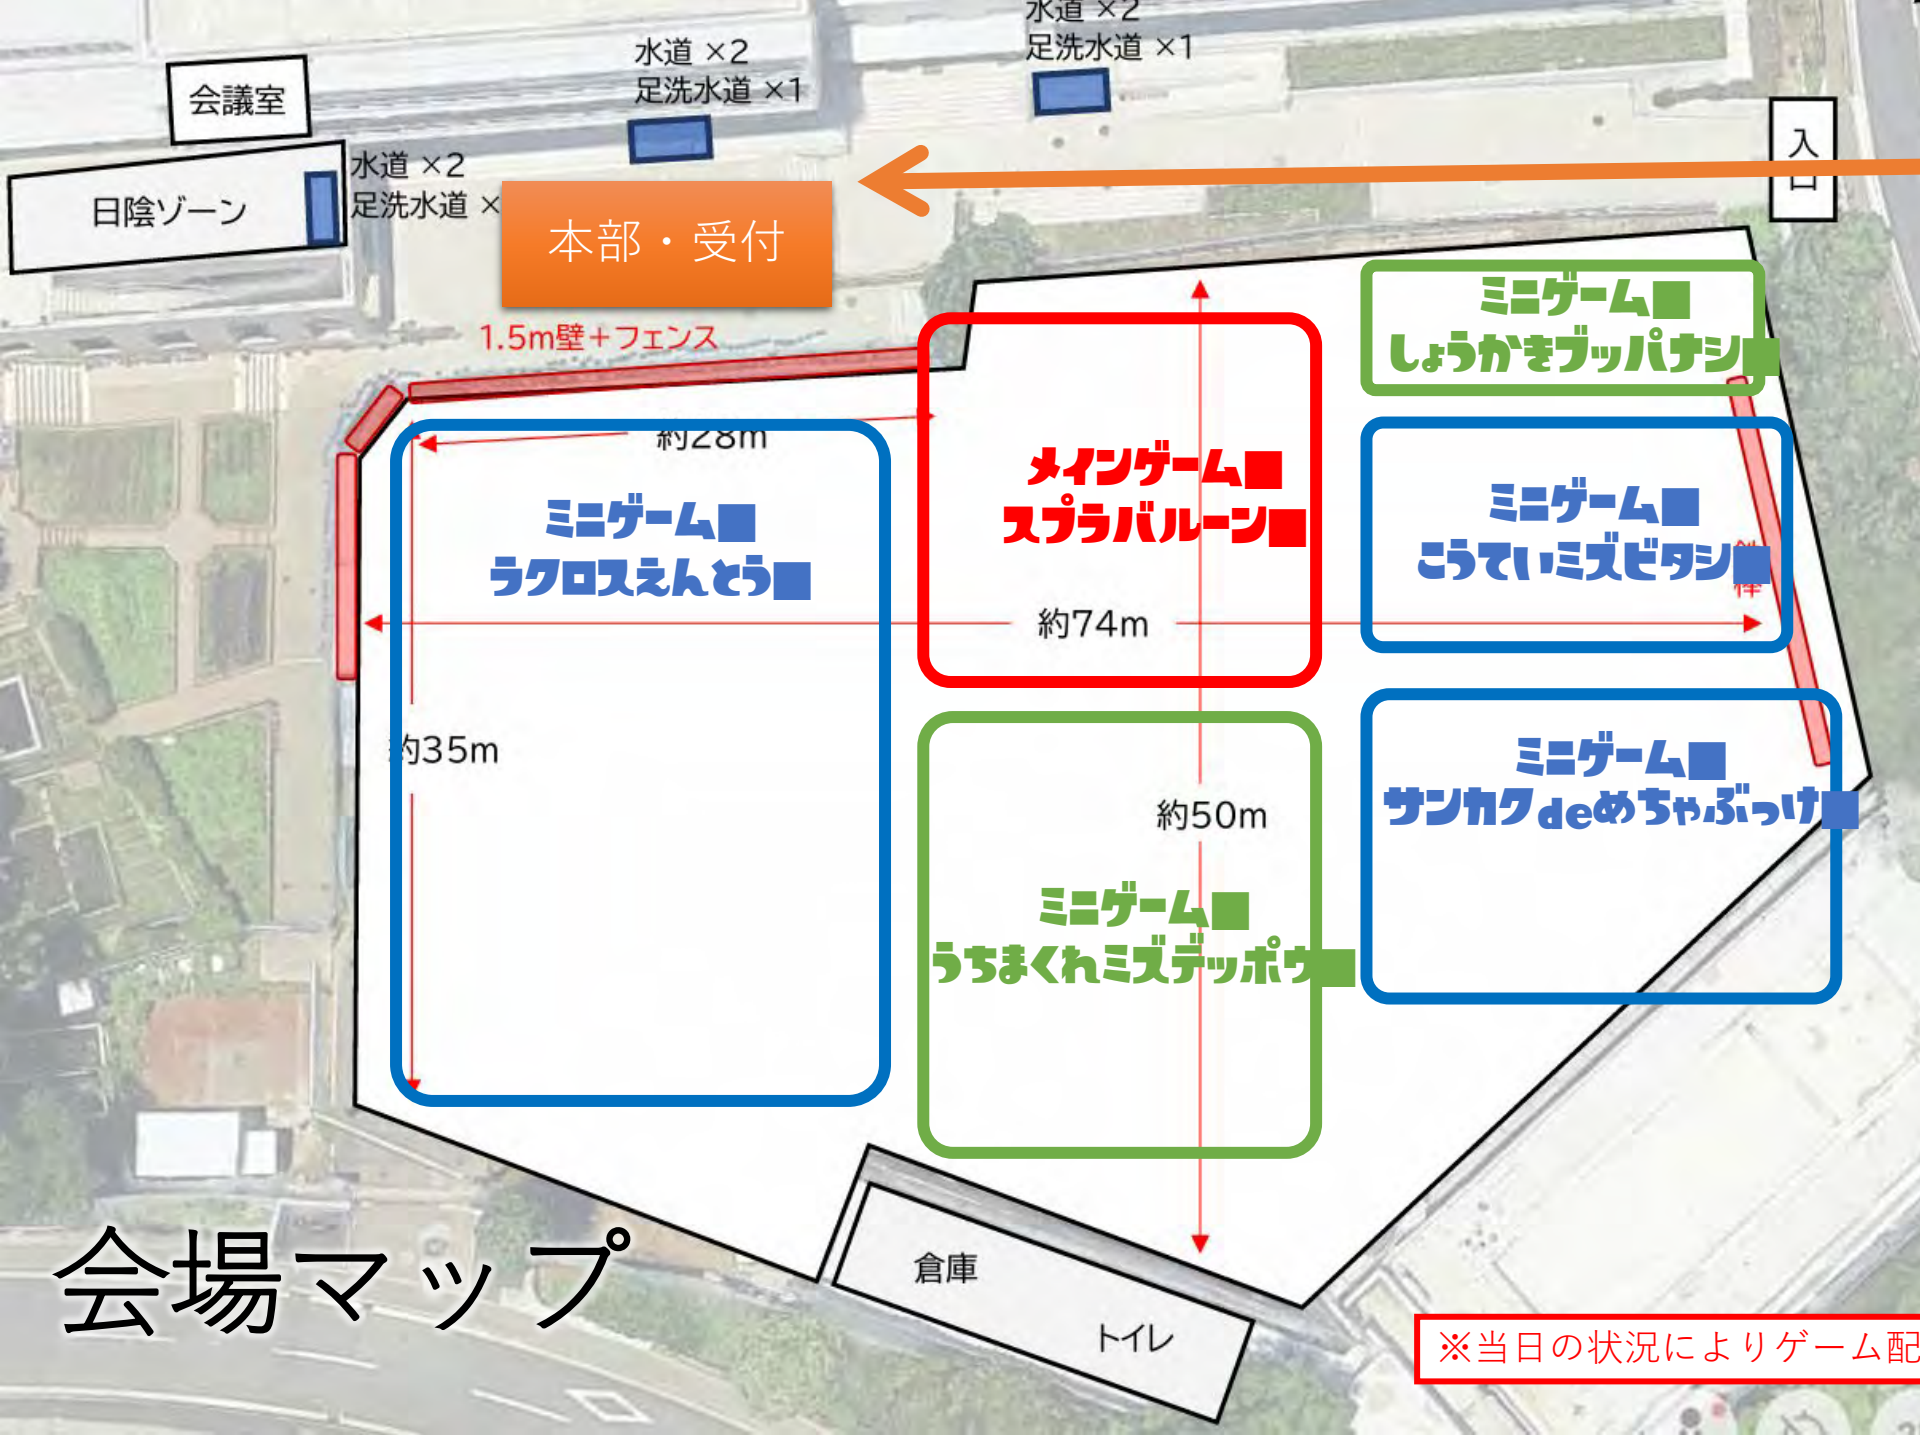 水道 ×2
足洗水道 ×1
水道 ×2
足洗水道 ×1
会議室
入口
水道 ×2
足洗水道 ×
日陰ゾーン
本部・受付
1.5m壁＋フェンス
ミニゲーム■
しょうかきブッパナシ■
約28m
メインゲーム■
スプラバルーン■
ミニゲーム■
ラクロスえんとう■
ミニゲーム■
こうていミズビタシ■
約74m
約35m
ミニゲーム■
サンカクdeめちゃぶつけ■
約50m
ミニゲーム■
うちまくれミズデッポウ■
会場マップ
倉庫
トイレ
※当日の状況によりゲーム配